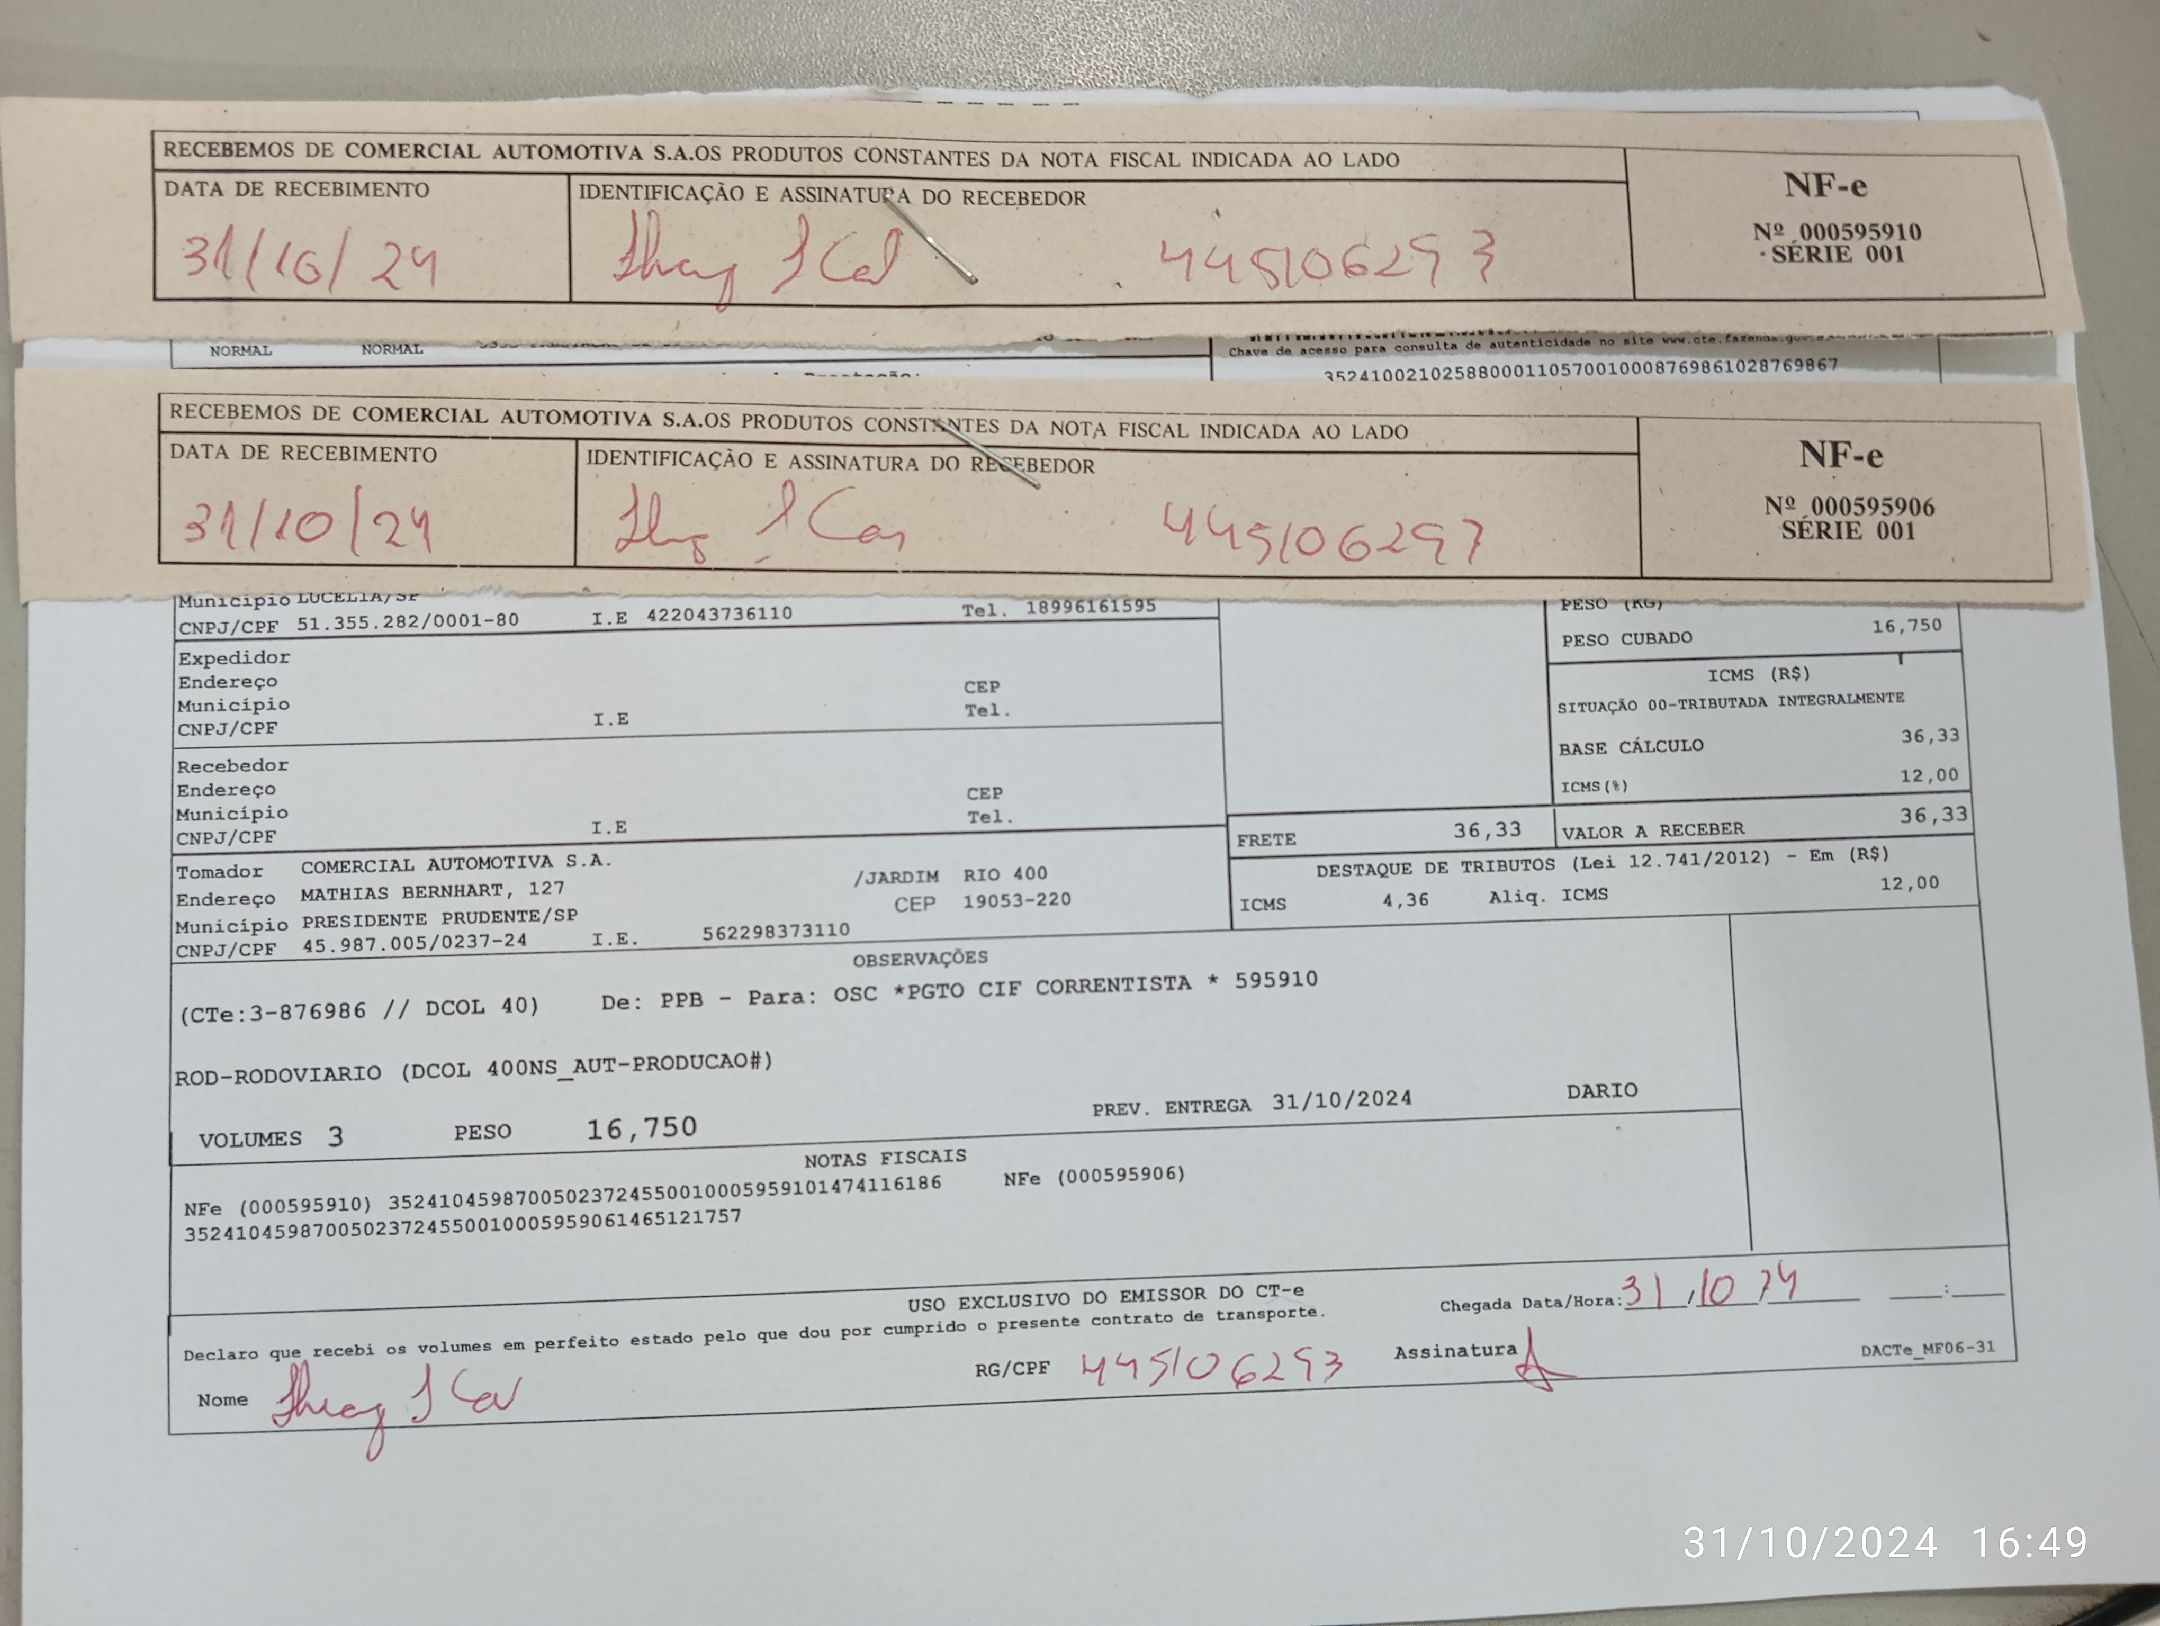 RECEBEMOS DE COMERCIAL AUTOMOTIVA S.A.OS PRODUTOS CONSTANTES DA NOTA FISCAL INDICADA AO LADO
DATA DE RECEBIMENTO IDENTIFICAÇÃO E ASSINATURA DO RECEBEDOR
31/10/24
NF-e
Nº 000595910
SÉRIE 001
NORMAL NORMAL
Chave de acesso para consulta de autenticidade no site
35241002102588000110570010008769861028769867
RECEBEMOS DE COMERCIAL AUTOMOTIVA S.A.OS PRODUTOS CONSTANTES DA NOTA FISCAL INDICADA AO LADO
DATA DE RECEBIMENTO IDENTIFICAÇÃO E ASSINATURA DO RECEBEDOR
31/10/24
NF-e
Nº 000595906
SÉRIE 001
Município LUCELIA/SP
CNPJ/CPF 51.355.282/0001-80 I.E 422043736110 Tel. 18996161595
PESO (KG)
PESO CUBADO 16,750
Expedidor
Endereço CEP
Município Tel.
CNPJ/CPF I.E
ICMS (R$)
SITUAÇÃO 00-TRIBUTADA INTEGRALMENTE
BASE CÁLCULO 36,33
ICMS(%) 12,00
Recebedor
Endereço CEP
Município Tel.
CNPJ/CPF I.E
FRETE 36,33 VALOR A RECEBER 36,33
Tomador COMERCIAL AUTOMOTIVA S.A.
Endereço MATHIAS BERNHART, 127 /JARDIM RIO 400
Município PRESIDENTE PRUDENTE/SP CEP 19053-220
CNPJ/CPF 45.987.005/0237-24 I.E. 562298373110
DESTAQUE DE TRIBUTOS (Lei 12.741/2012) - Em (R$)
ICMS 4,36 Aliq. ICMS 12,00
OBSERVAÇÕES
(CTe:3-876986 // DCOL 40) De: PPB - Para: OSC *PGTO CIF CORRENTISTA * 595910
ROD-RODOVIARIO (DCOL 400NS_AUT-PRODUCAO#)
VOLUMES 3 PESO 16,750 PREV. ENTREGA 31/10/2024 DARIO
NOTAS FISCAIS
NFe (000595910) 35241045987005023724550010005959101474116186 NFe (000595906)
35241045987005023724550010005959061465121757
USO EXCLUSIVO DO EMISSOR DO CT-e
Declaro que recebi os volumes em perfeito estado pelo que dou por cumprido o presente contrato de transporte.
Chegada Data/Hora: 31/10/24 :
Nome RG/CPF Assinatura DACTe_MF06-31
31/10/2024 16:49